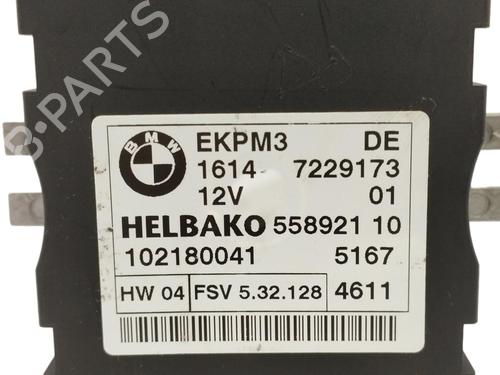 B-PARTS
BMW
EKPM3 DE
1614- 7229173
12V 01
HELBAKO 558921 10
102180041 5167
HW 04 FSV 5.32.128 4611